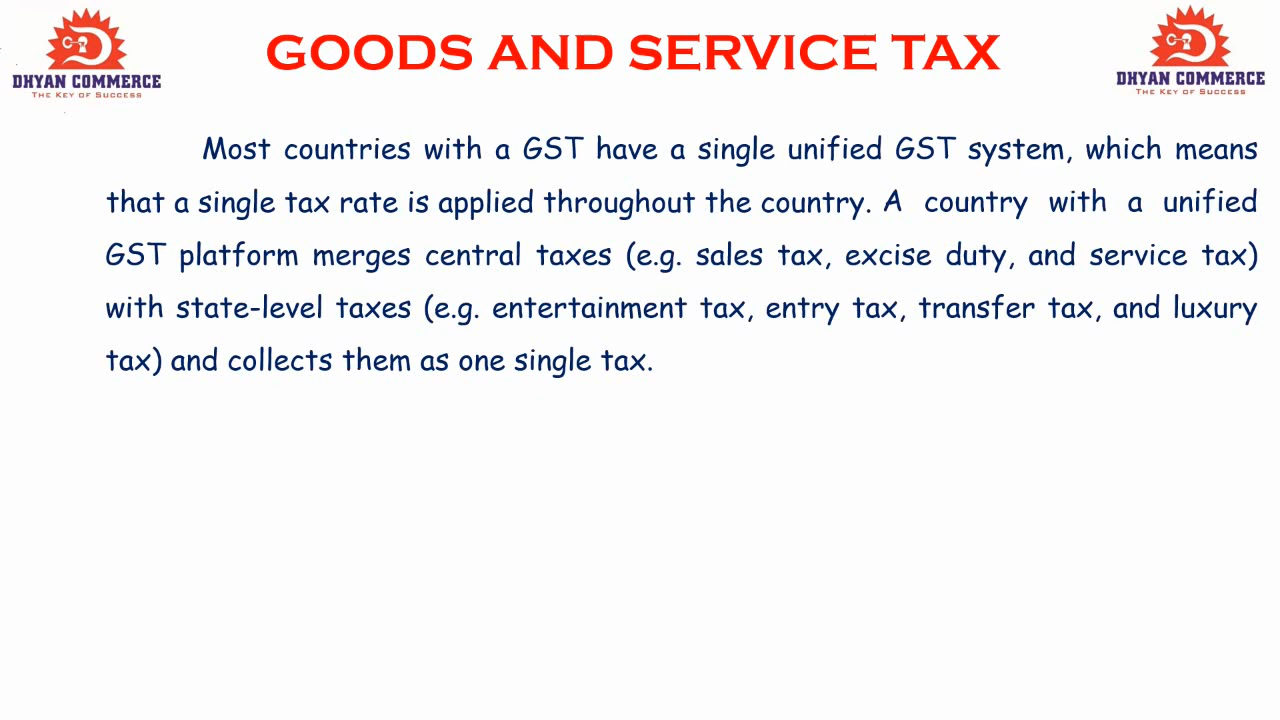 DHYAN COMMERCE
The Key of Success
GOODS AND SERVICE TAX
DHYAN COMMERCE
The Key of Success
Most countries with a GST have a single unified GST system, which means
that a single tax rate is applied throughout the country. A country with a unified
GST platform merges central taxes (e.g. sales tax, excise duty, and service tax)
with state-level taxes (e.g. entertainment tax, entry tax, transfer tax, and luxury
tax) and collects them as one single tax.